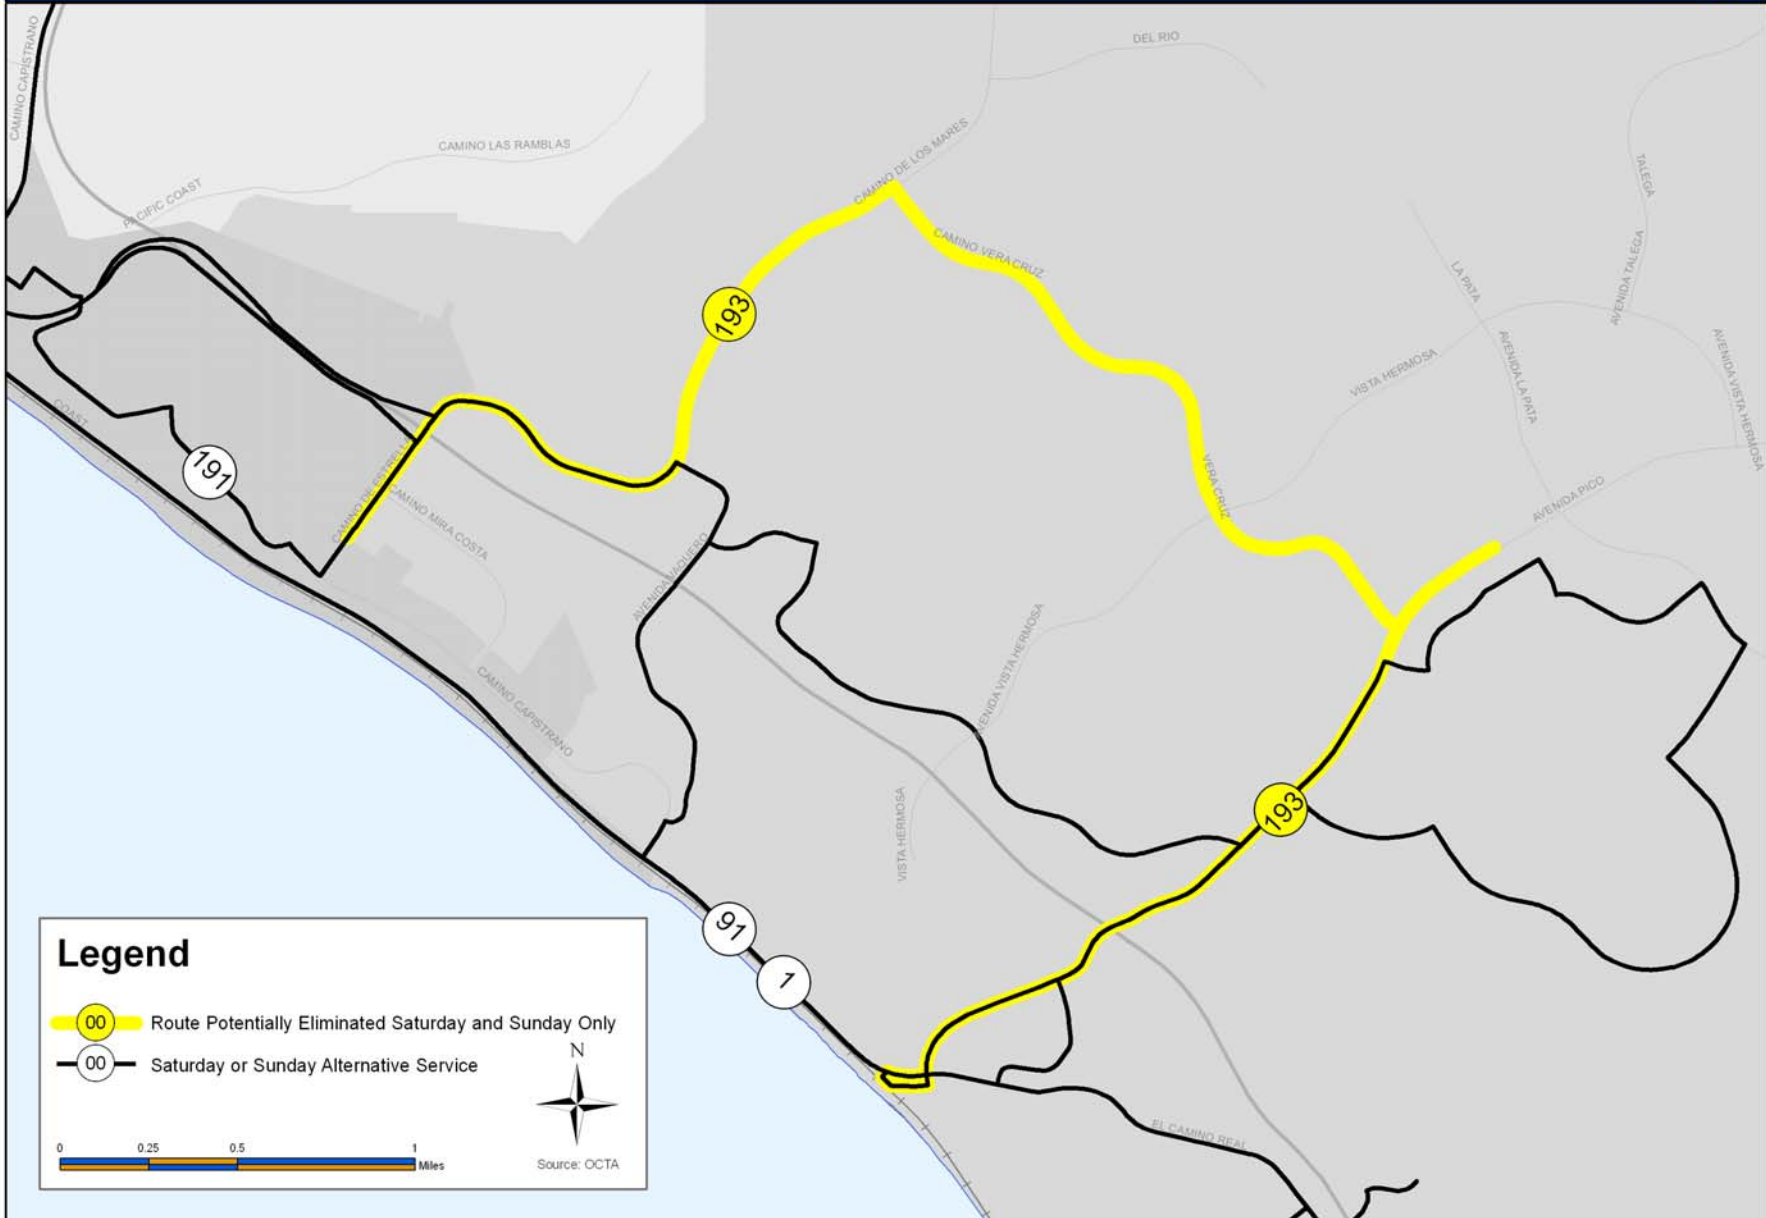 CAMINO CAPISTRANO
DEL RIO
CAMINO LAS RAMBLAS
CAMINO DE LOS MARES
PACIFIC COAST
TALEGA
CAMINO VERA CRUZ
AVENIDA TALEGA
LA PATA
193
VISTA HERMOSA
AVENIDA LA PATA
AVENIDA VISTA HERMOSA
COAST
CAMINO DE ESTRELLA
191
CAMINO MIRA COSTA
VERA CRUZ
AVENIDA PICO
AVENIDA VAQUERO
AVENIDA VISTA HERMOSA
CAMINO CAPISTRANO
VISTA HERMOSA
193
91
1
EL CAMINO REAL
Legend
00 Route Potentially Eliminated Saturday and Sunday Only
00 Saturday or Sunday Alternative Service
N
0 0.25 0.5 1
Miles
Source: OCTA